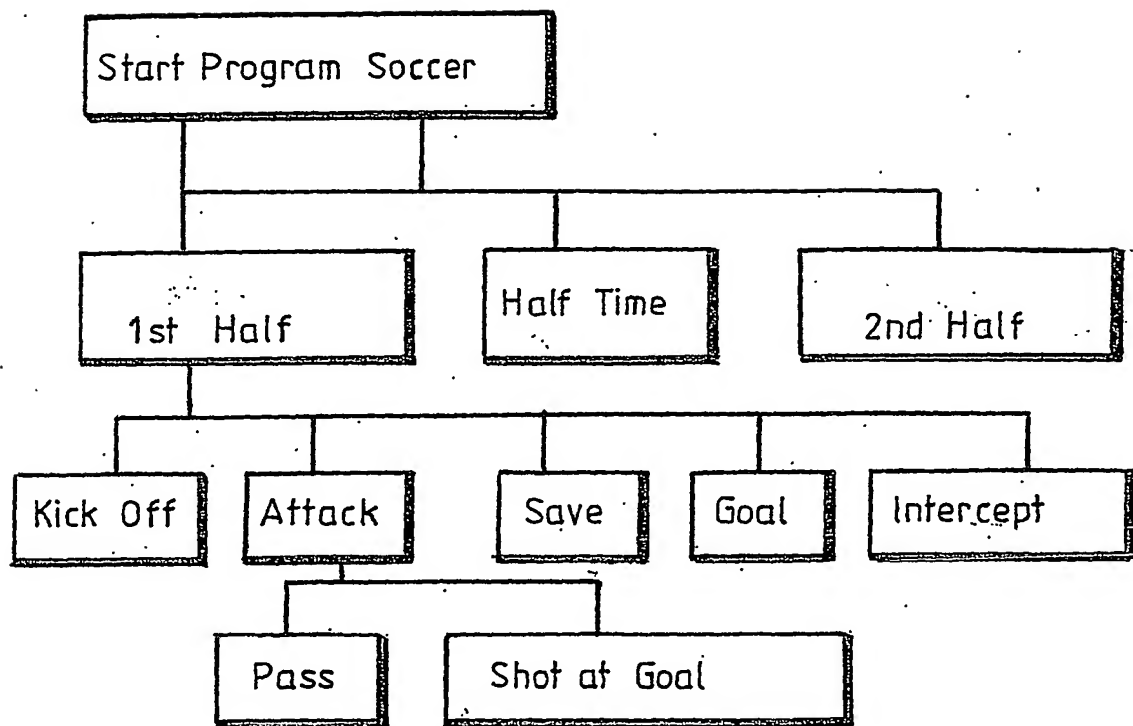 Start Program Soccer
1st Half
Half Time
2nd Half
Kick Off
Attack
Save
Goal
Intercept
Pass
Shot at Goal